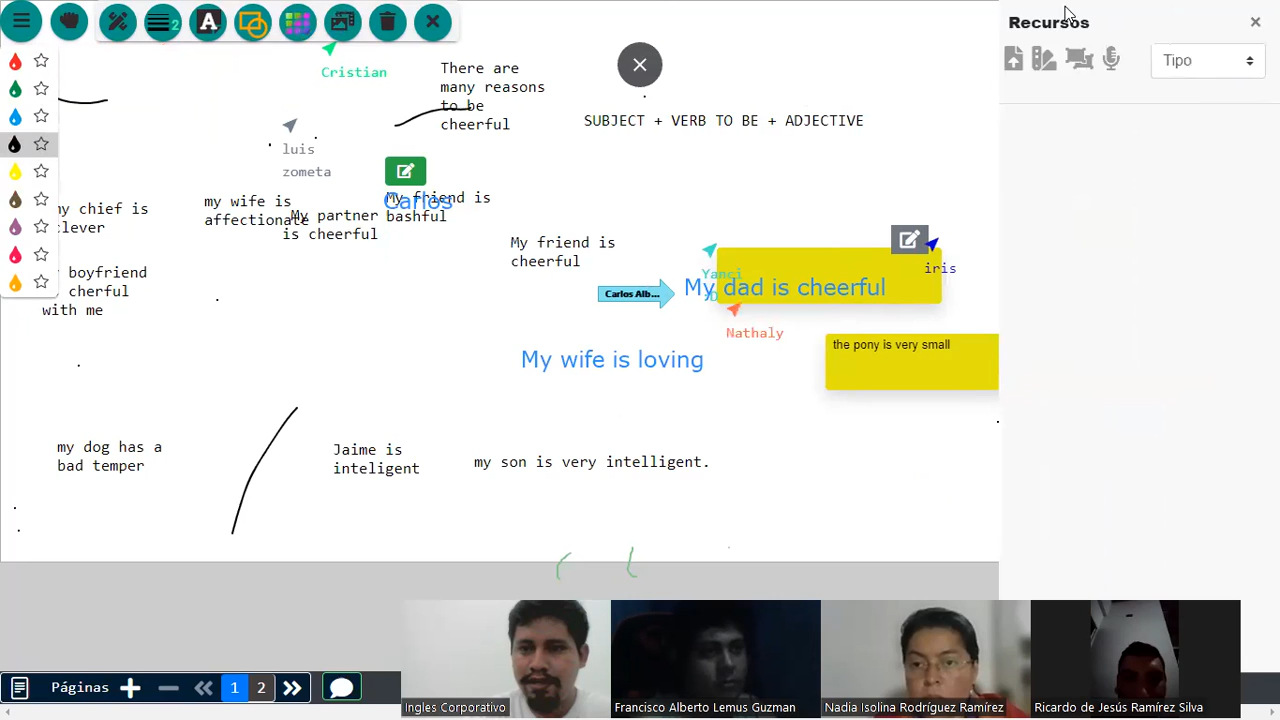 2
A
Recursos
Tipo
Cristian
There are
many reasons
to be
cheerful
SUBJECT + VERB TO BE + ADJECTIVE
luis
zometa
Carlos
My friend is
bashful
my wife is
affectionate
My partner
is cheerful
my chief is
clever
boyfriend
cherful
with me
My friend is
cheerful
iris
Yanci
Carlos Alb...
My dad is cheerful
Nathaly
the pony is very small
My wife is loving
my dog has a
bad temper
Jaime is
inteligent
my son is very intelligent.
Páginas
1
2
Ingles Corporativo
Francisco Alberto Lemus Guzman
Nadia Isolina Rodríguez Ramírez
Ricardo de Jesús Ramírez Silva